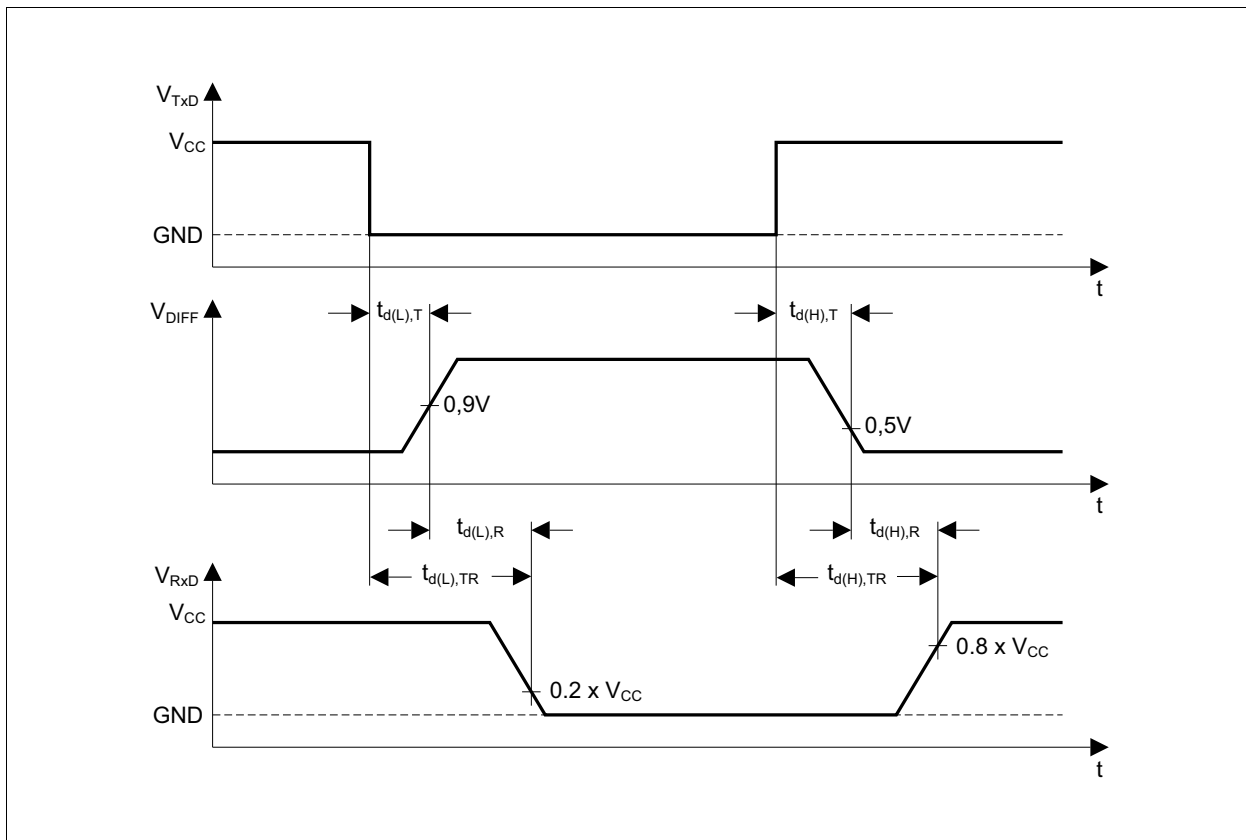 V_TxD
V_CC
GND
t
V_DIFF
t_d(L),T
t_d(H),T
0,9V
0,5V
t
t_d(L),R
t_d(H),R
V_RxD
t_d(L),TR
t_d(H),TR
V_CC
0.8 x V_CC
0.2 x V_CC
GND
t